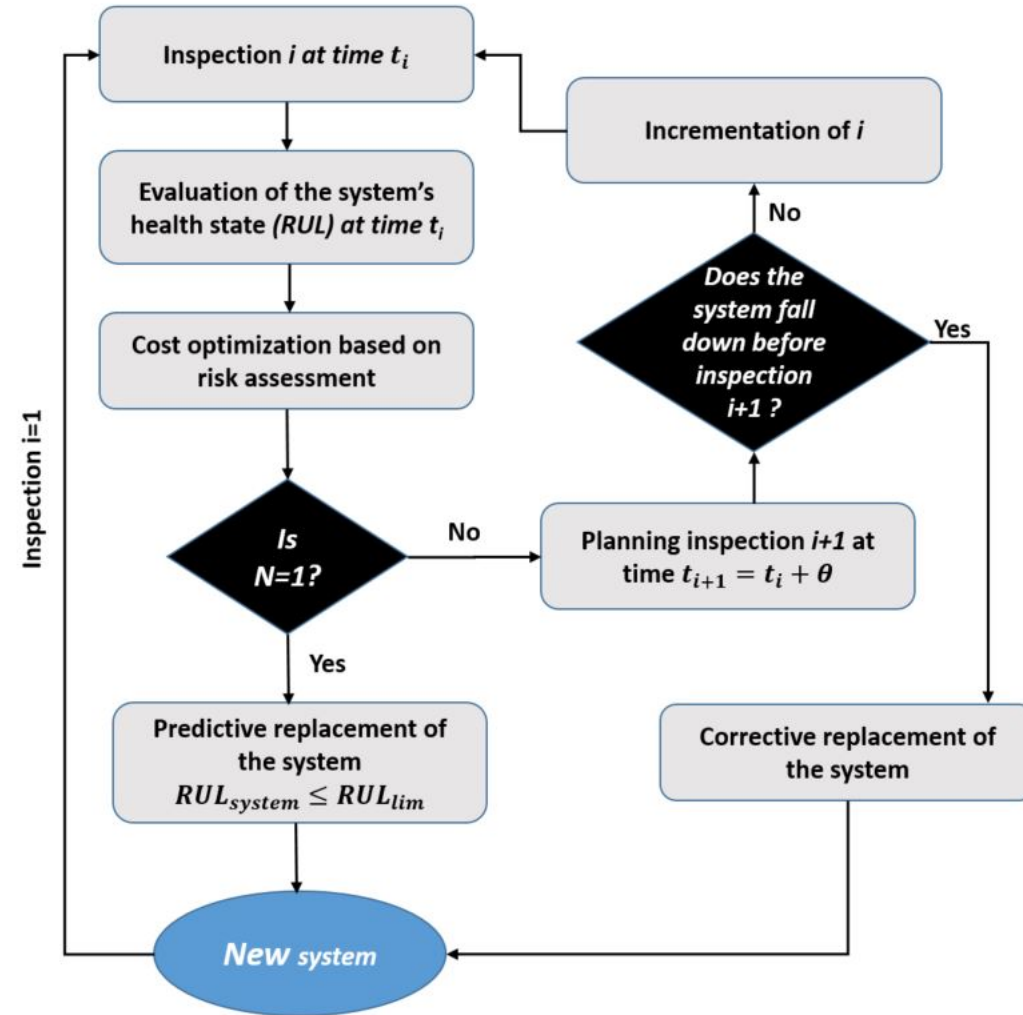 Inspection i at time tᵢ
Incrementation of i
Evaluation of the system's
health state (RUL) at time tᵢ
No
Does the
system fall
down before
inspection
i+1 ?
Yes
Cost optimization based on
risk assessment
Inspection i=1
Is
N=1?
No
Planning inspection i+1 at
time tᵢ₊₁ = tᵢ + θ
Yes
Predictive replacement of
the system
RULsystem ≤ RULlim
Corrective replacement of
the system
New system